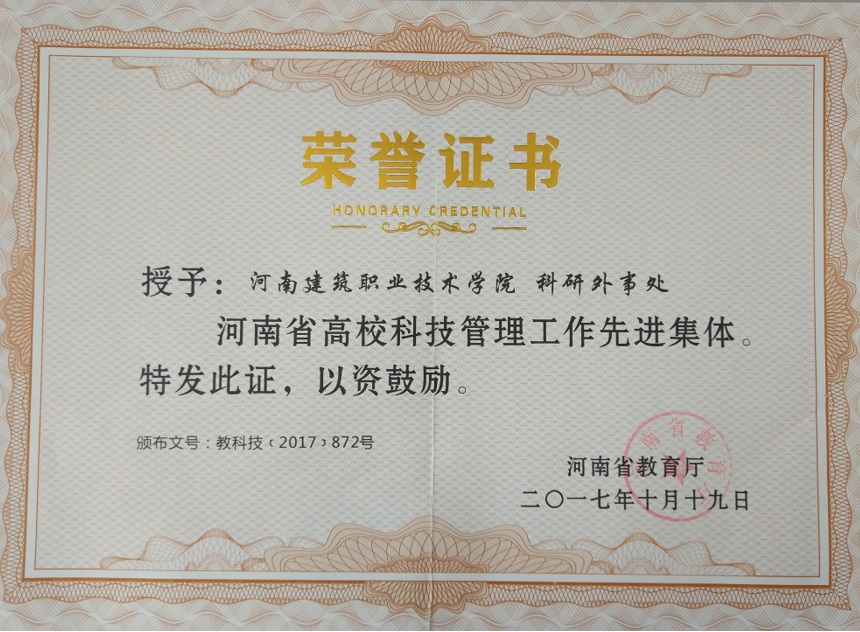 荣誉证书
HONORARY CREDENTIAL
授予：河南建筑职业技术学院 科研外事处
河南省高校科技管理工作先进集体。
特发此证，以资鼓励。
颁布文号：教科技﹝2017﹞872号
河南省教育厅
二〇一七年十月十九日